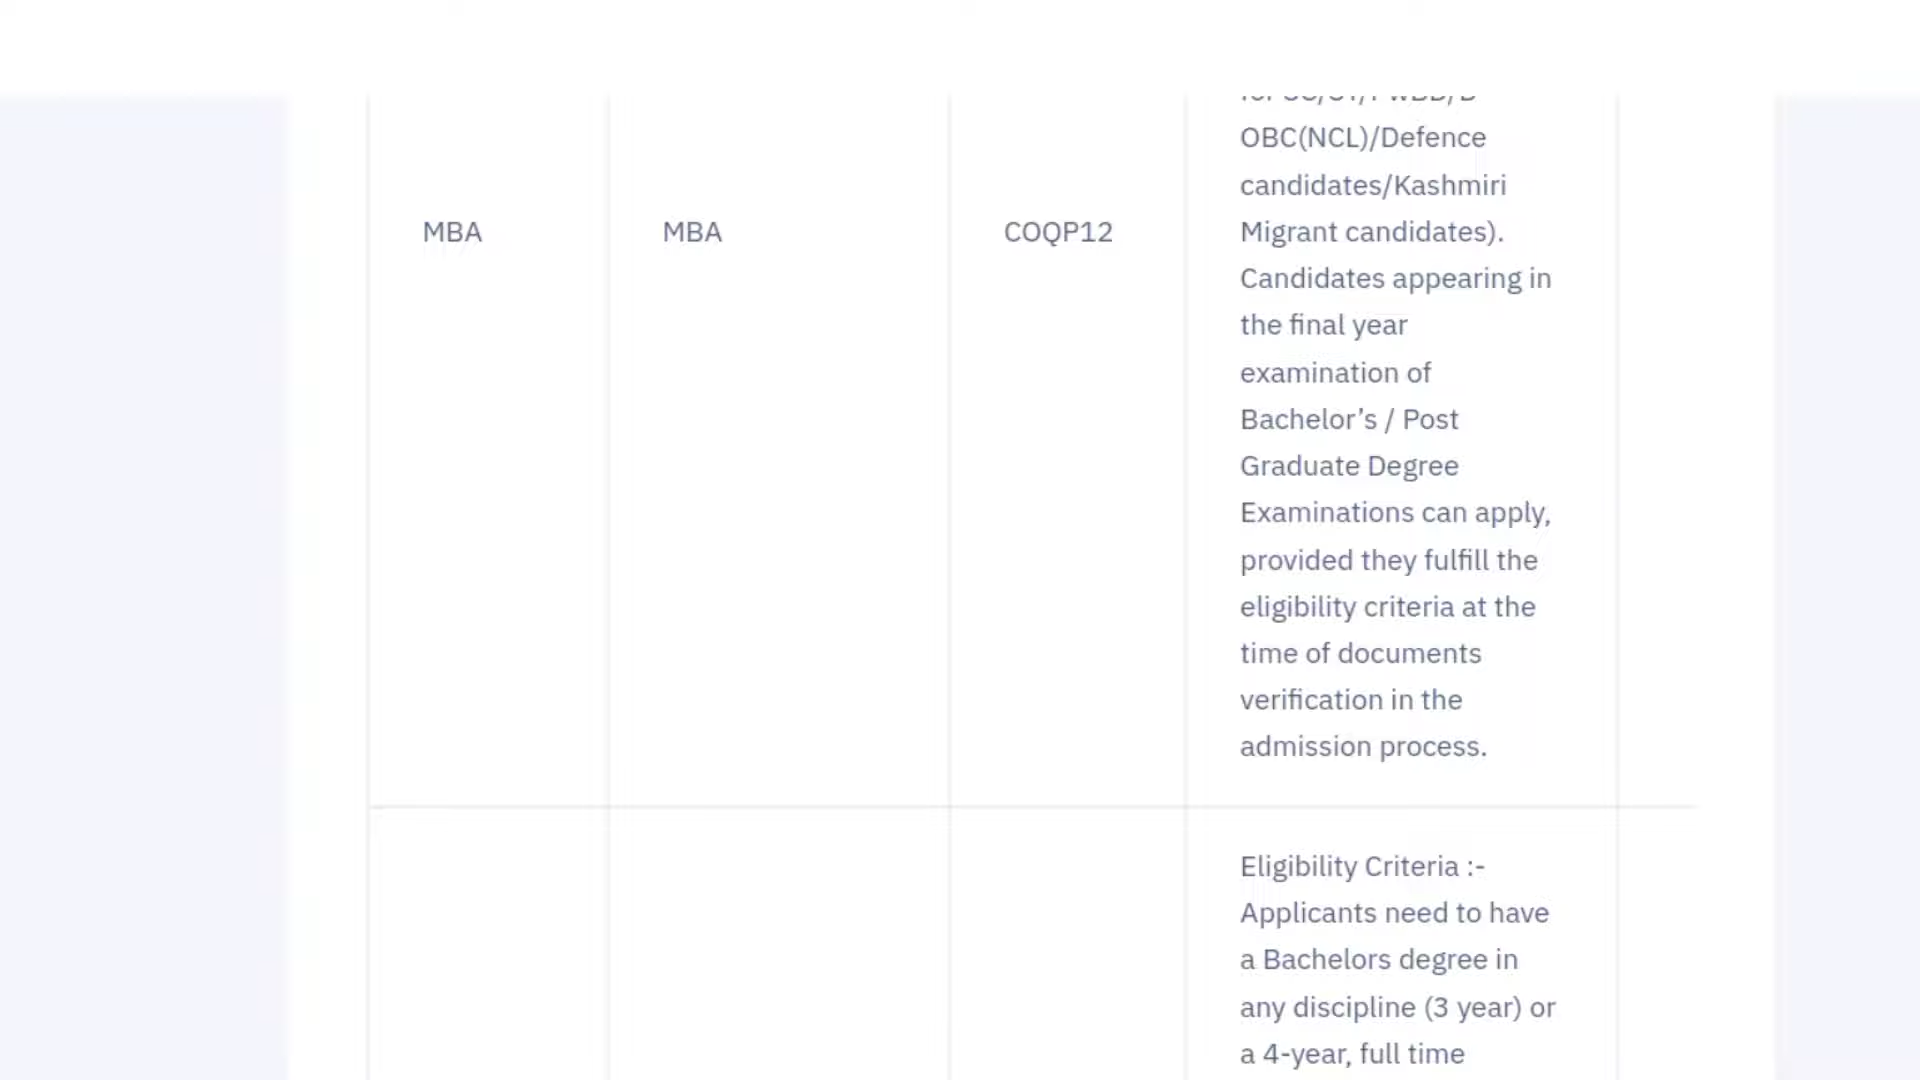 OBC(NCL)/Defence
candidates/Kashmiri
MBA MBA COQP12 Migrant candidates).
Candidates appearing in
the final year
examination of
Bachelor’s / Post
Graduate Degree
Examinations can apply,
provided they fulfill the
eligibility criteria at the
time of documents
verification in the
admission process.
Eligibility Criteria :-
Applicants need to have
a Bachelors degree in
any discipline (3 year) or
a 4-year, full time